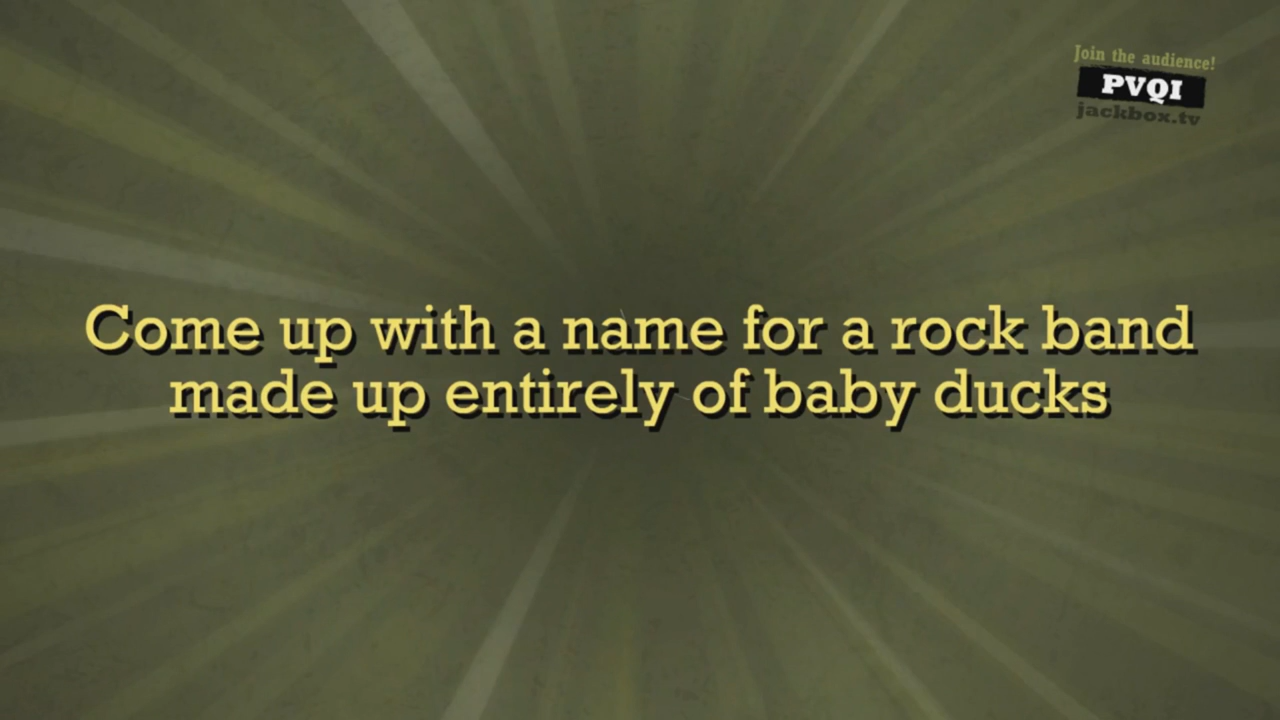 Join the audience!
PVQI
jackbox.tv
Come up with a name for a rock band
made up entirely of baby ducks